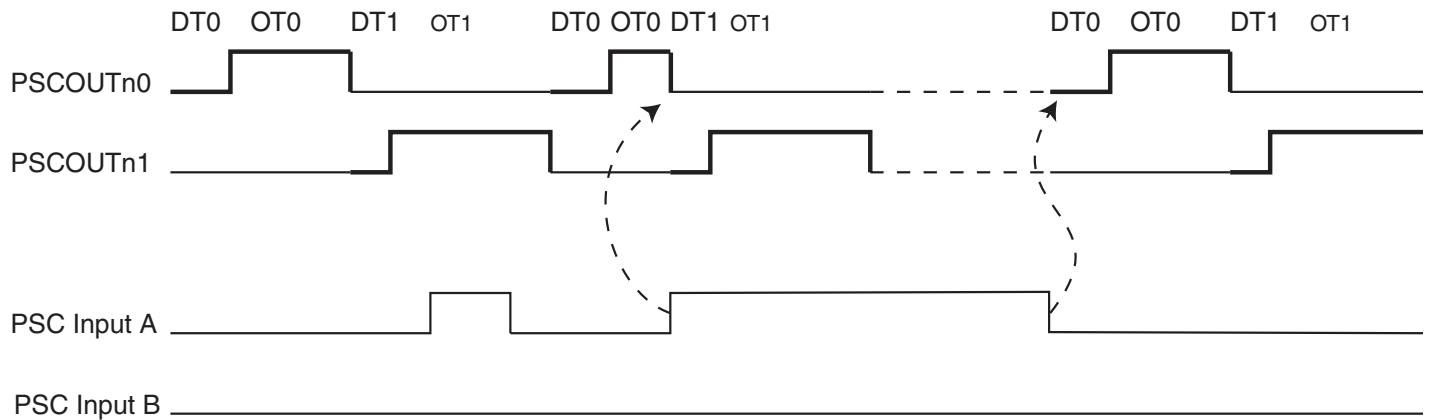 DT0 OT0 DT1 OT1 DT0 OT0 DT1 OT1 DT0 OT0 DT1 OT1
PSCOUTn0
PSCOUTn1
PSC Input A
PSC Input B